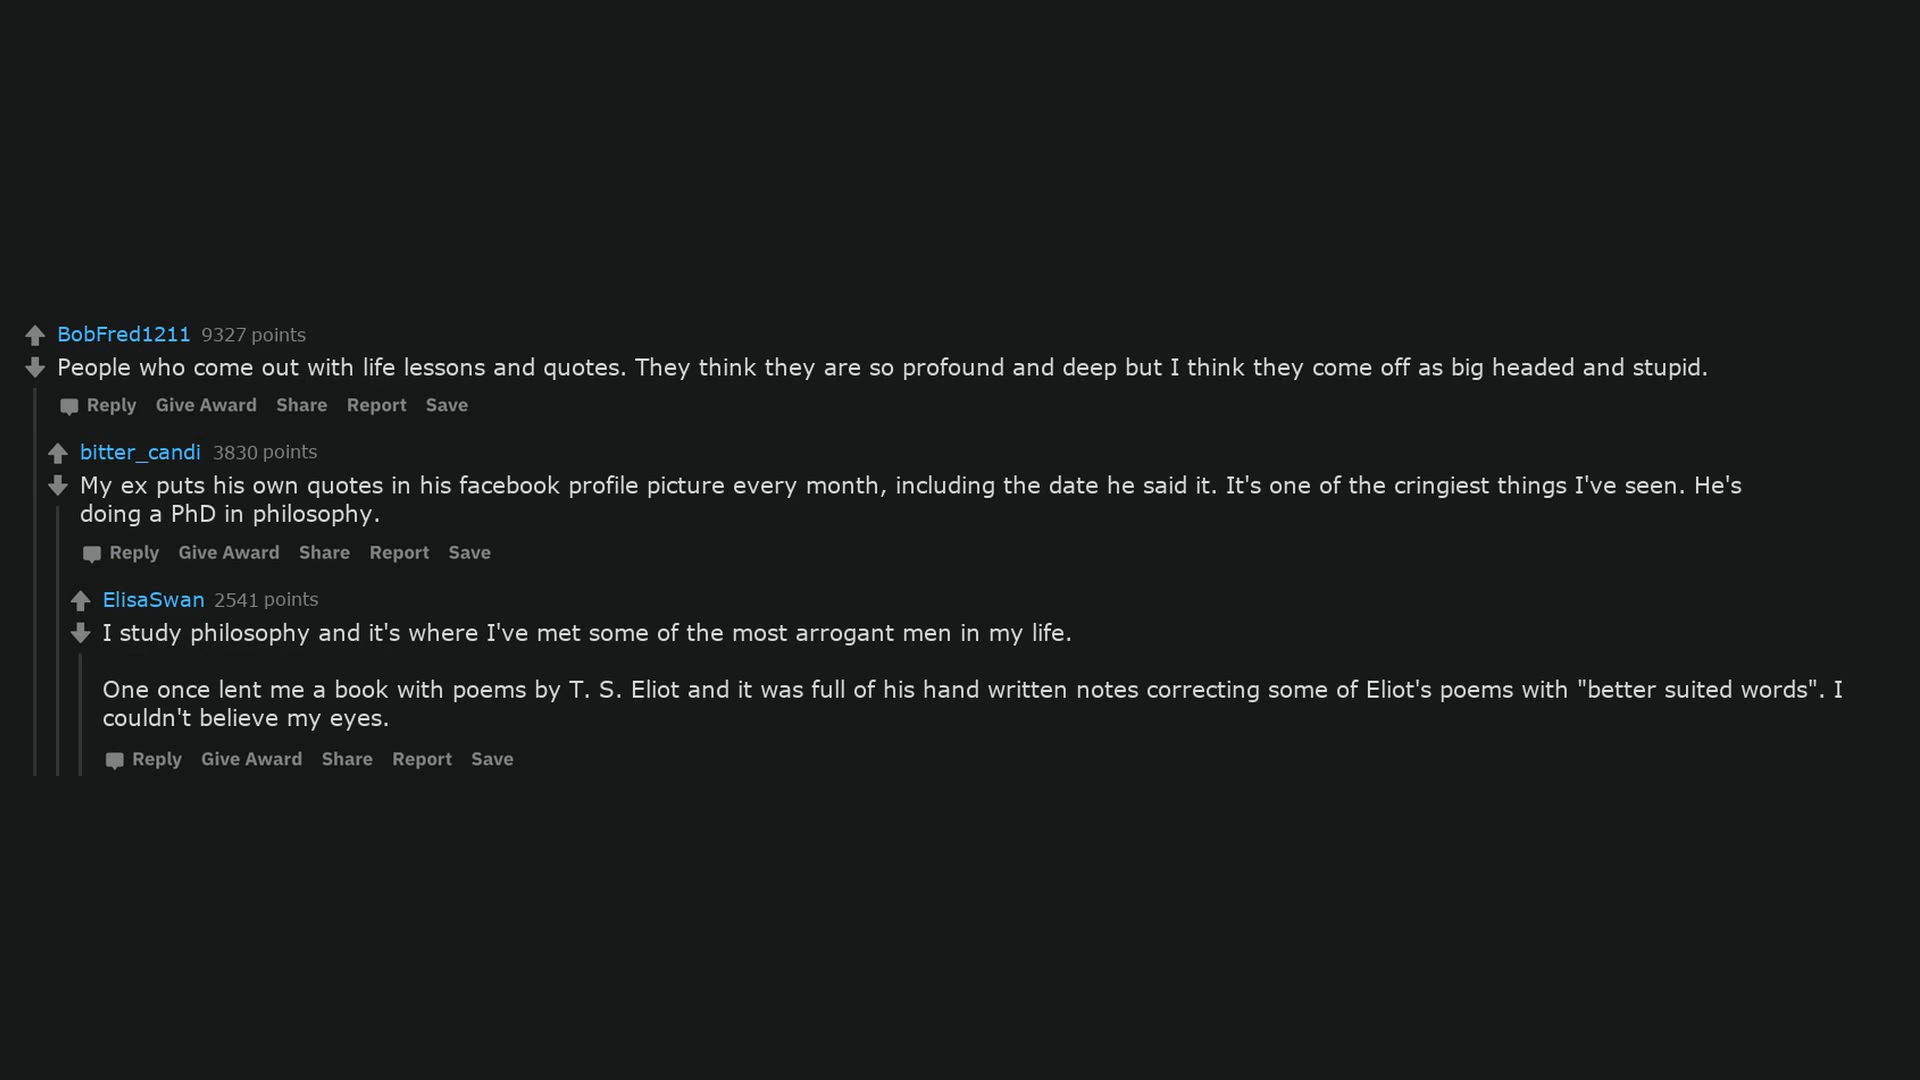 BobFred1211 9327 points
People who come out with life lessons and quotes. They think they are so profound and deep but I think they come off as big headed and stupid.
Reply Give Award Share Report Save
bitter_candi 3830 points
My ex puts his own quotes in his facebook profile picture every month, including the date he said it. It's one of the cringiest things I've seen. He's
doing a PhD in philosophy.
Reply Give Award Share Report Save
ElisaSwan 2541 points
I study philosophy and it's where I've met some of the most arrogant men in my life.
One once lent me a book with poems by T. S. Eliot and it was full of his hand written notes correcting some of Eliot's poems with "better suited words". I
couldn't believe my eyes.
Reply Give Award Share Report Save